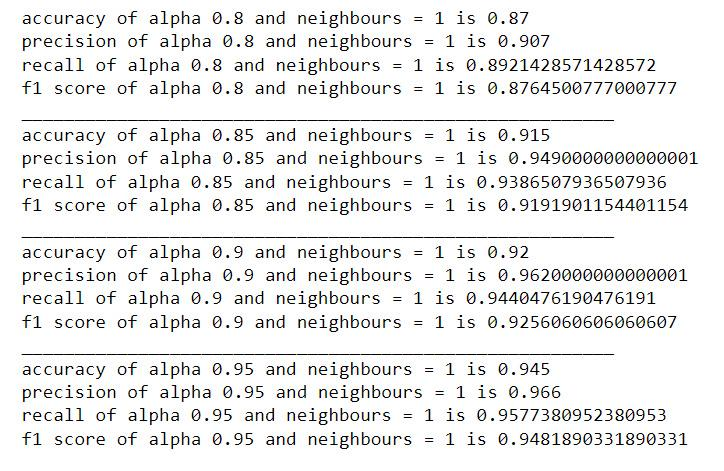 accuracy of alpha 0.8 and neighbours = 1 is 0.87
precision of alpha 0.8 and neighbours = 1 is 0.907
recall of alpha 0.8 and neighbours = 1 is 0.8921428571428572
f1 score of alpha 0.8 and neighbours = 1 is 0.8764500777000777
accuracy of alpha 0.85 and neighbours = 1 is 0.915
precision of alpha 0.85 and neighbours = 1 is 0.9490000000000001
recall of alpha 0.85 and neighbours = 1 is 0.9386507936507936
f1 score of alpha 0.85 and neighbours = 1 is 0.9191901154401154
accuracy of alpha 0.9 and neighbours = 1 is 0.92
precision of alpha 0.9 and neighbours = 1 is 0.9620000000000001
recall of alpha 0.9 and neighbours = 1 is 0.9440476190476191
f1 score of alpha 0.9 and neighbours = 1 is 0.9256060606060607
accuracy of alpha 0.95 and neighbours = 1 is 0.945
precision of alpha 0.95 and neighbours = 1 is 0.966
recall of alpha 0.95 and neighbours = 1 is 0.9577380952380953
f1 score of alpha 0.95 and neighbours = 1 is 0.9481890331890331